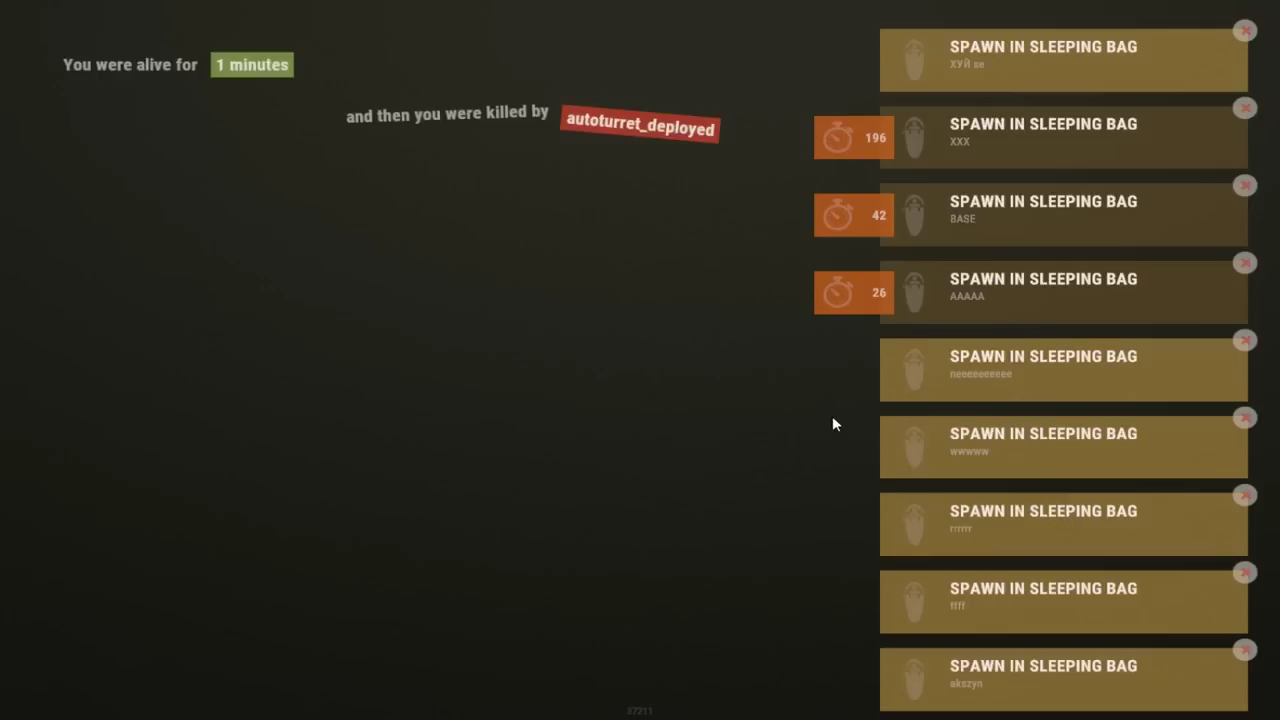 You were alive for 1 minutes
and then you were killed by autoturret_deployed
SPAWN IN SLEEPING BAG
196
XXX
SPAWN IN SLEEPING BAG
SPAWN IN SLEEPING BAG
42
BASE
SPAWN IN SLEEPING BAG
26
AAAAA
SPAWN IN SLEEPING BAG
neeeeeeeeee
SPAWN IN SLEEPING BAG
wwwww
SPAWN IN SLEEPING BAG
rrrrrr
SPAWN IN SLEEPING BAG
ffff
SPAWN IN SLEEPING BAG
akszyn
37211